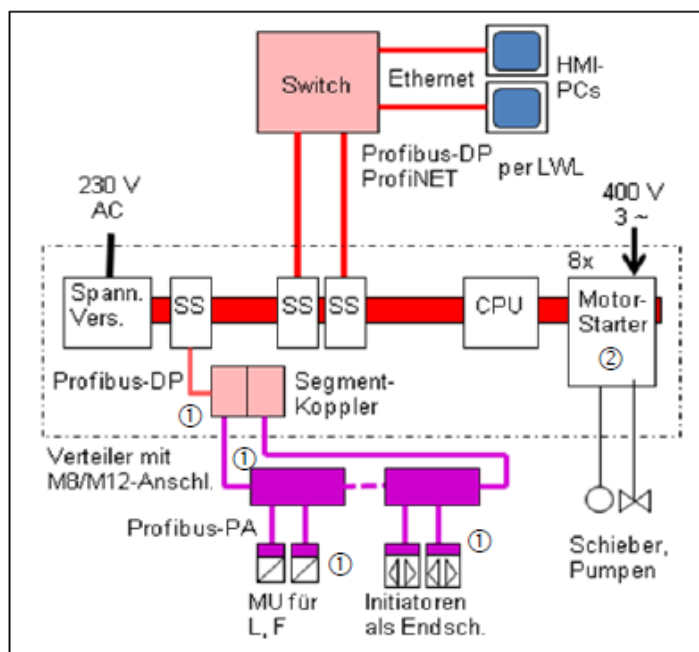 Switch
Ethernet
HMI-
PCs
Profibus-DP
ProfiNET
per LWL
230 V
AC
400 V
3 ~
8x
Spann.
Vers.
SS
SS
SS
CPU
Motor-
Starter
②
Profibus-DP
①
Segment-
Koppler
Verteiler mit
M8/M12-Anschl.
①
Profibus-PA
①
①
MU für
L, F
Initiatoren
als Endsch.
Schieber,
Pumpen